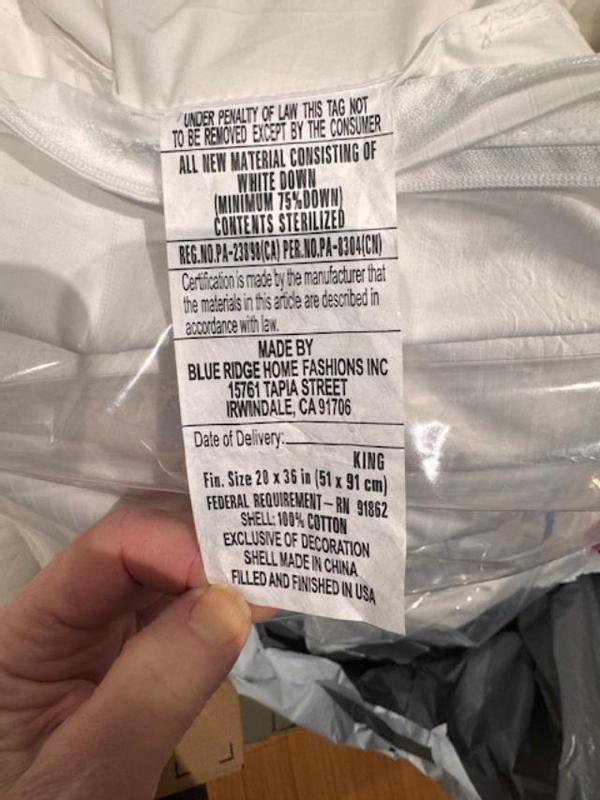 UNDER PENALTY OF LAW THIS TAG NOT
TO BE REMOVED EXCEPT BY THE CONSUMER
ALL NEW MATERIAL CONSISTING OF
WHITE DOWN
(MINIMUM 75%DOWN)
CONTENTS STERILIZED
REG.NO.PA-23898(CA) PER.NO.PA-8304(CN)
Certification is made by the manufacturer that
the materials in this article are described in
accordance with law.
MADE BY
BLUE RIDGE HOME FASHIONS INC
15761 TAPIA STREET
IRWINDALE, CA 91706
Date of Delivery:
KING
Fin. Size 20 x 36 in (51 x 91 cm)
FEDERAL REQUIREMENT—RN 91862
SHELL: 100% COTTON
EXCLUSIVE OF DECORATION
SHELL MADE IN CHINA
FILLED AND FINISHED IN USA